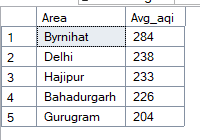 Area Avg_aqi
1 Byrnihat 284
2 Delhi 238
3 Hajipur 233
4 Bahadurgarh 226
5 Gurugram 204